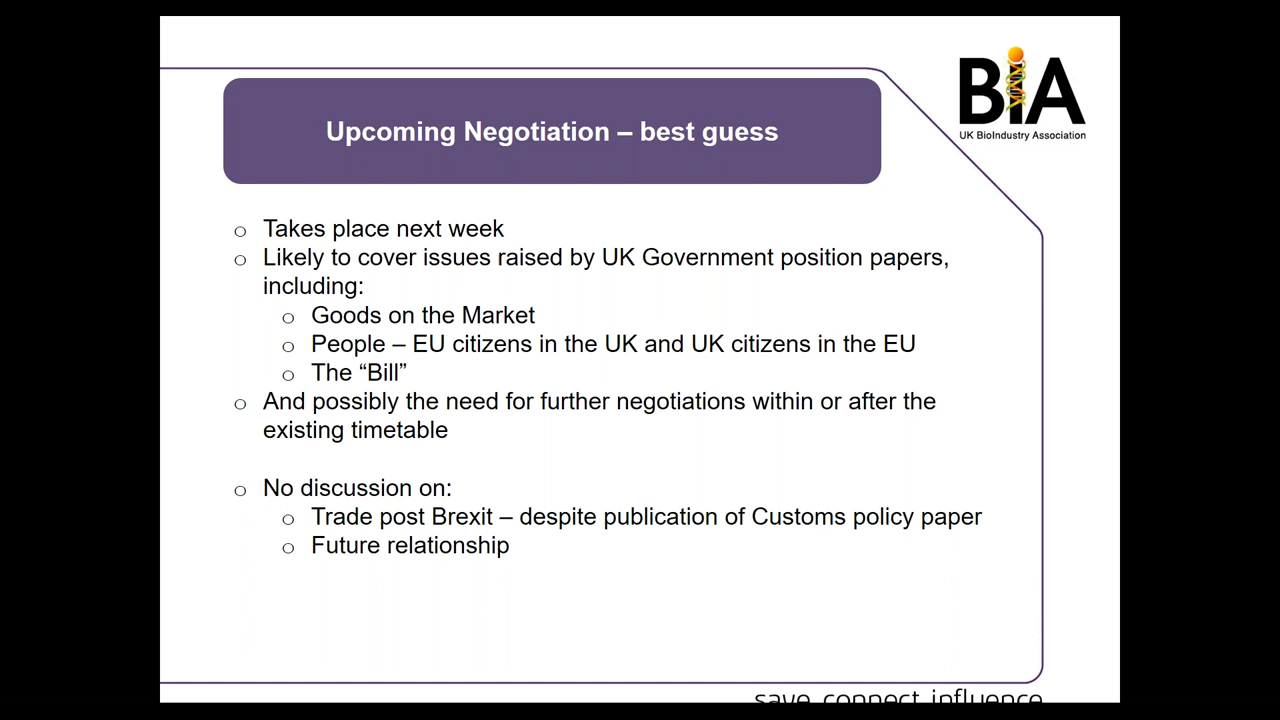 BIA
UK BioIndustry Association
Upcoming Negotiation – best guess
Takes place next week
Likely to cover issues raised by UK Government position papers,
including:
Goods on the Market
People – EU citizens in the UK and UK citizens in the EU
The “Bill”
And possibly the need for further negotiations within or after the
existing timetable
No discussion on:
Trade post Brexit – despite publication of Customs policy paper
Future relationship
save connect influence